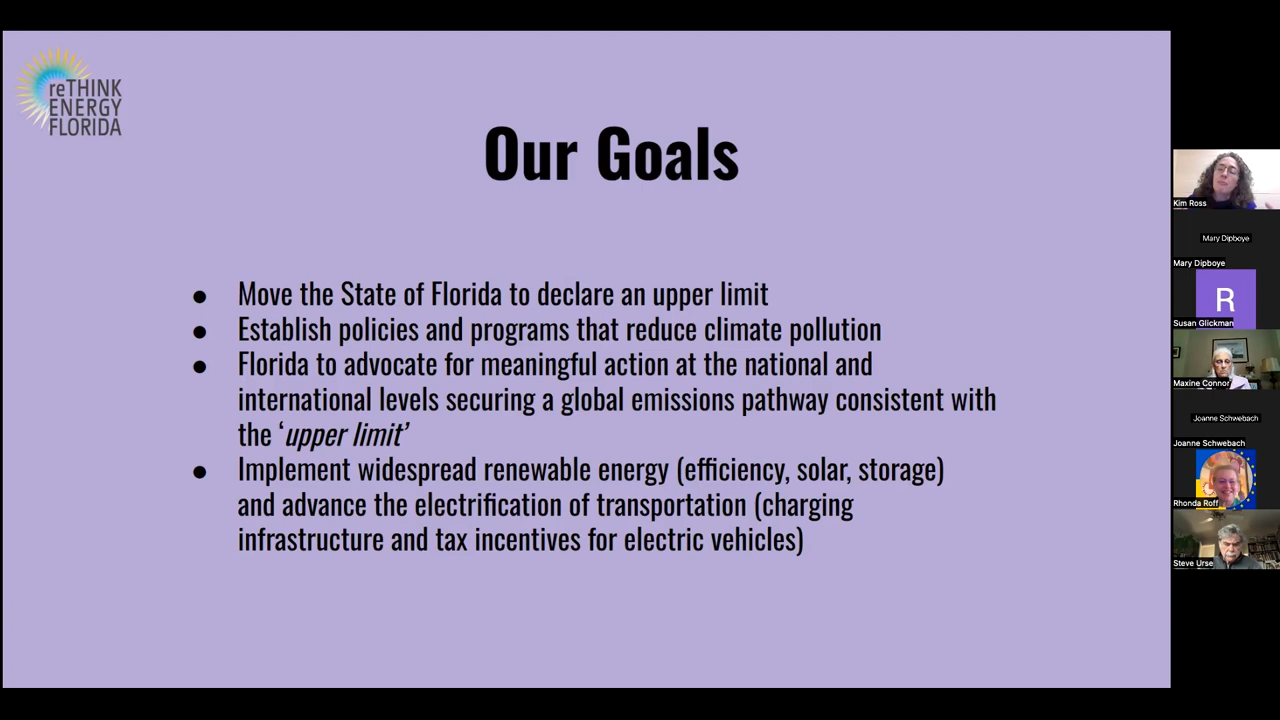 reTHINK
ENERGY
FLORIDA
Our Goals
● Move the State of Florida to declare an upper limit
● Establish policies and programs that reduce climate pollution
● Florida to advocate for meaningful action at the national and
international levels securing a global emissions pathway consistent with
the ‘upper limit’
● Implement widespread renewable energy (efficiency, solar, storage)
and advance the electrification of transportation (charging
infrastructure and tax incentives for electric vehicles)
Kim Ross
Mary Dipboye
Mary Dipboye
R
Susan Glickman
Maxine Connor
Joanne Schwebach
Joanne Schwebach
Rhonda Roff
Steve Urse